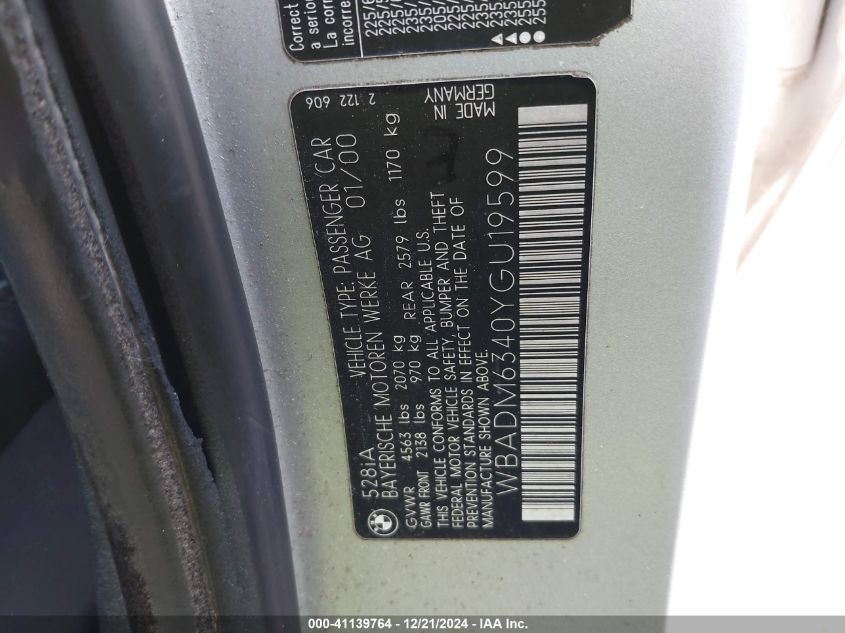 Correct
a serio
La corre
incorre
528iA VEHICLE TYPE: PASSENGER CAR 2 122 606
BAYERISCHE MOTOREN WERKE AG 01/00
GVWR 4563 lbs 2070 kg REAR 2579 lbs 1170 kg
GAWR FRONT 2138 lbs 970 kg
THIS VEHICLE CONFORMS TO ALL APPLICABLE U.S.
FEDERAL MOTOR VEHICLE SAFETY, BUMPER AND THEFT
PREVENTION STANDARDS IN EFFECT ON THE DATE OF
MANUFACTURE SHOWN ABOVE.
MADE IN
GERMANY
WBADM6340YGU19599
000-41139764 - 12/21/2024 - IAAI.COM